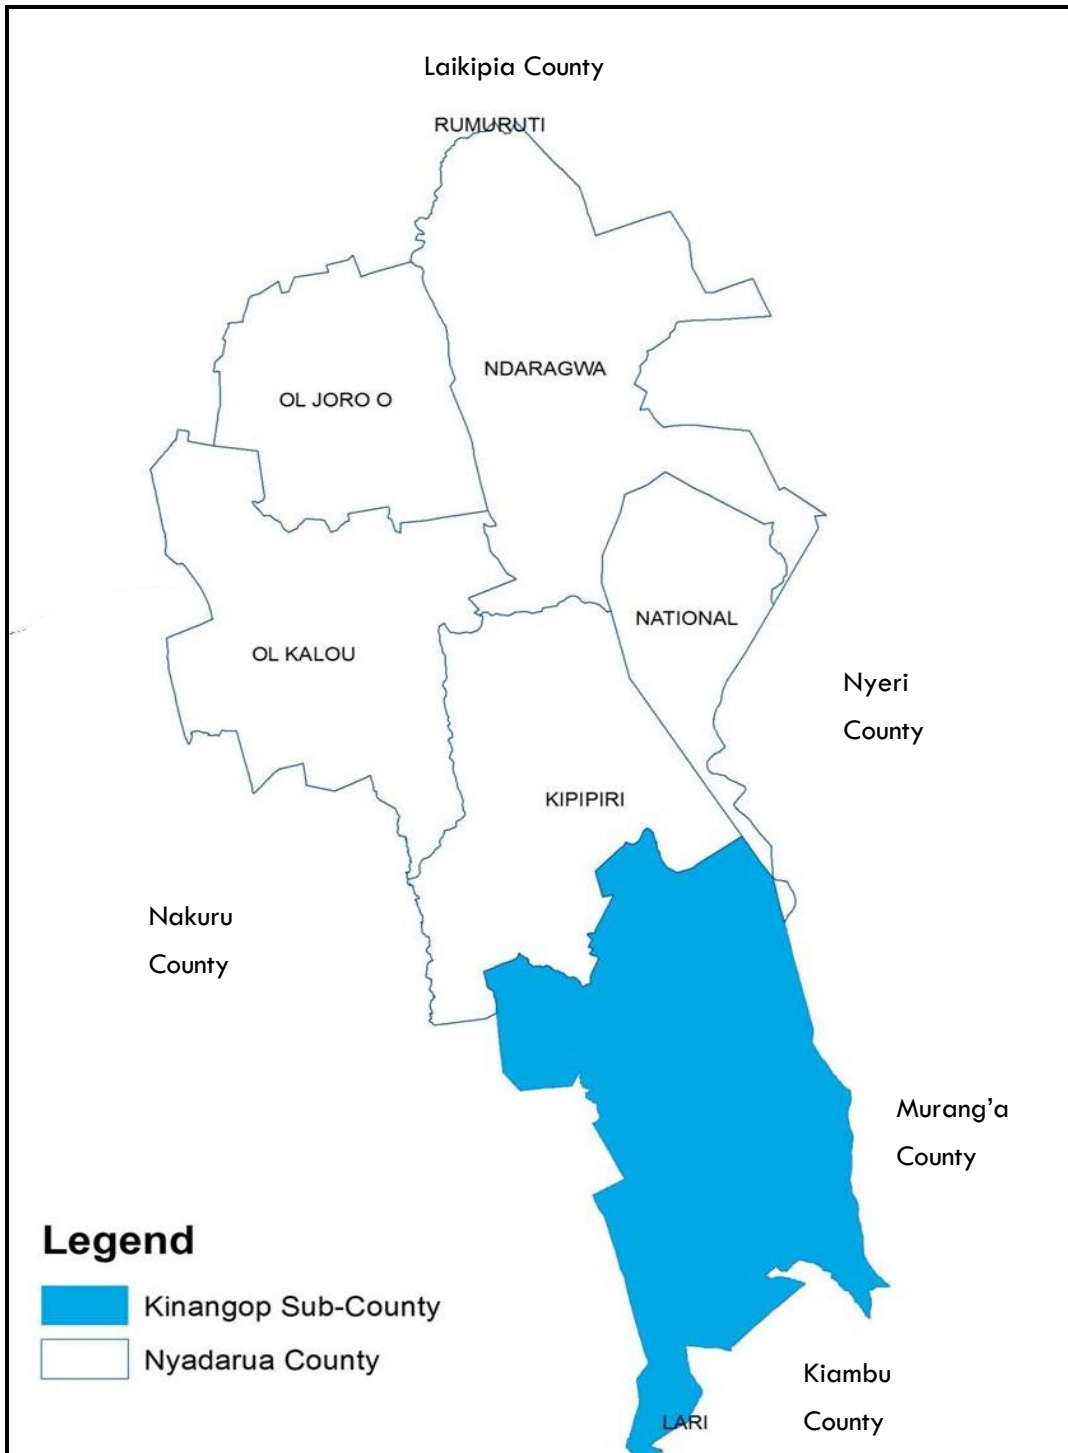 Laikipia County
RUMURUTI
NDARAGWA
OL JORO O
NATIONAL
OL KALOU
Nyeri
County
KIPIPIRI
Nakuru
County
Murang’a
County
Legend
Kinangop Sub-County
Nyadarua County
Kiambu
County
LARI